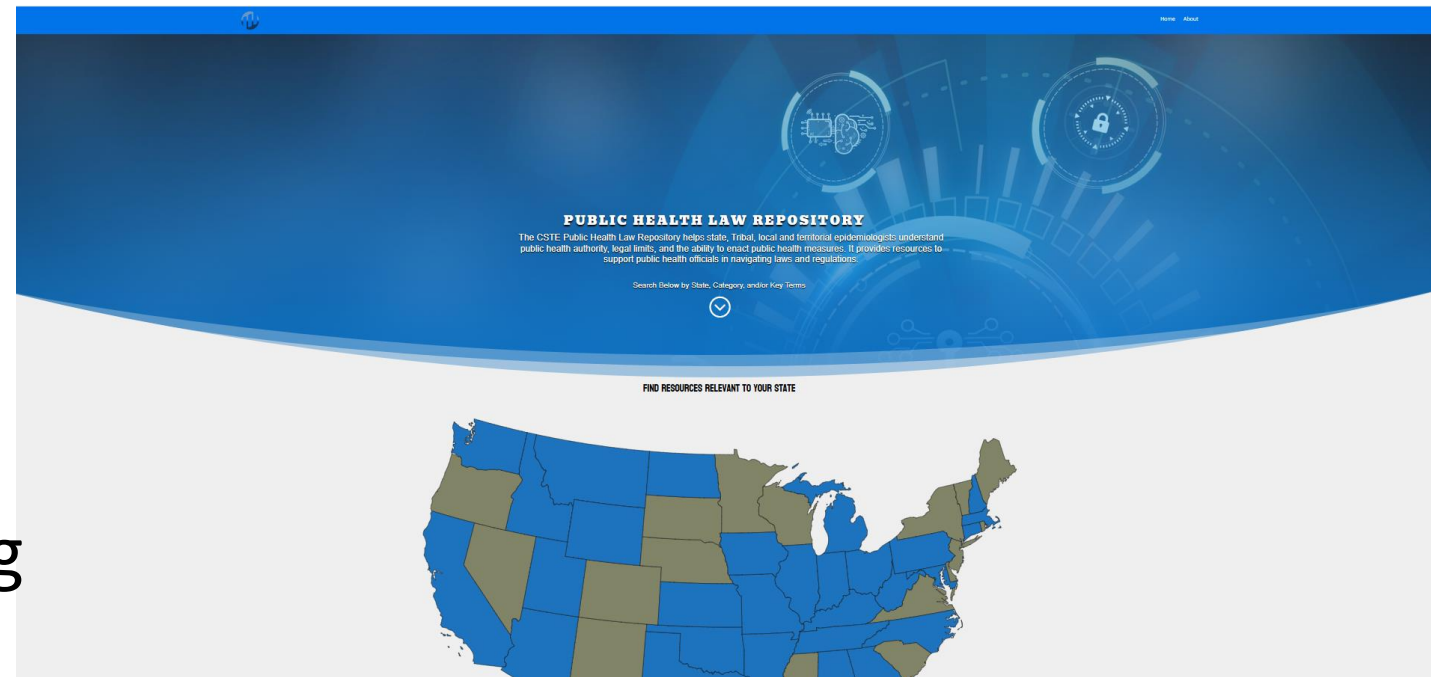 Home About
PUBLIC HEALTH LAW REPOSITORY
The CSTE Public Health Law Repository helps state, Tribal, local and territorial epidemiologists understand
public health authority, legal limits, and the ability to enact public health measures. It provides resources to
support public health officials in navigating laws and regulations.
Search Below by State, Category, and/or Key Terms
FIND RESOURCES RELEVANT TO YOUR STATE
g